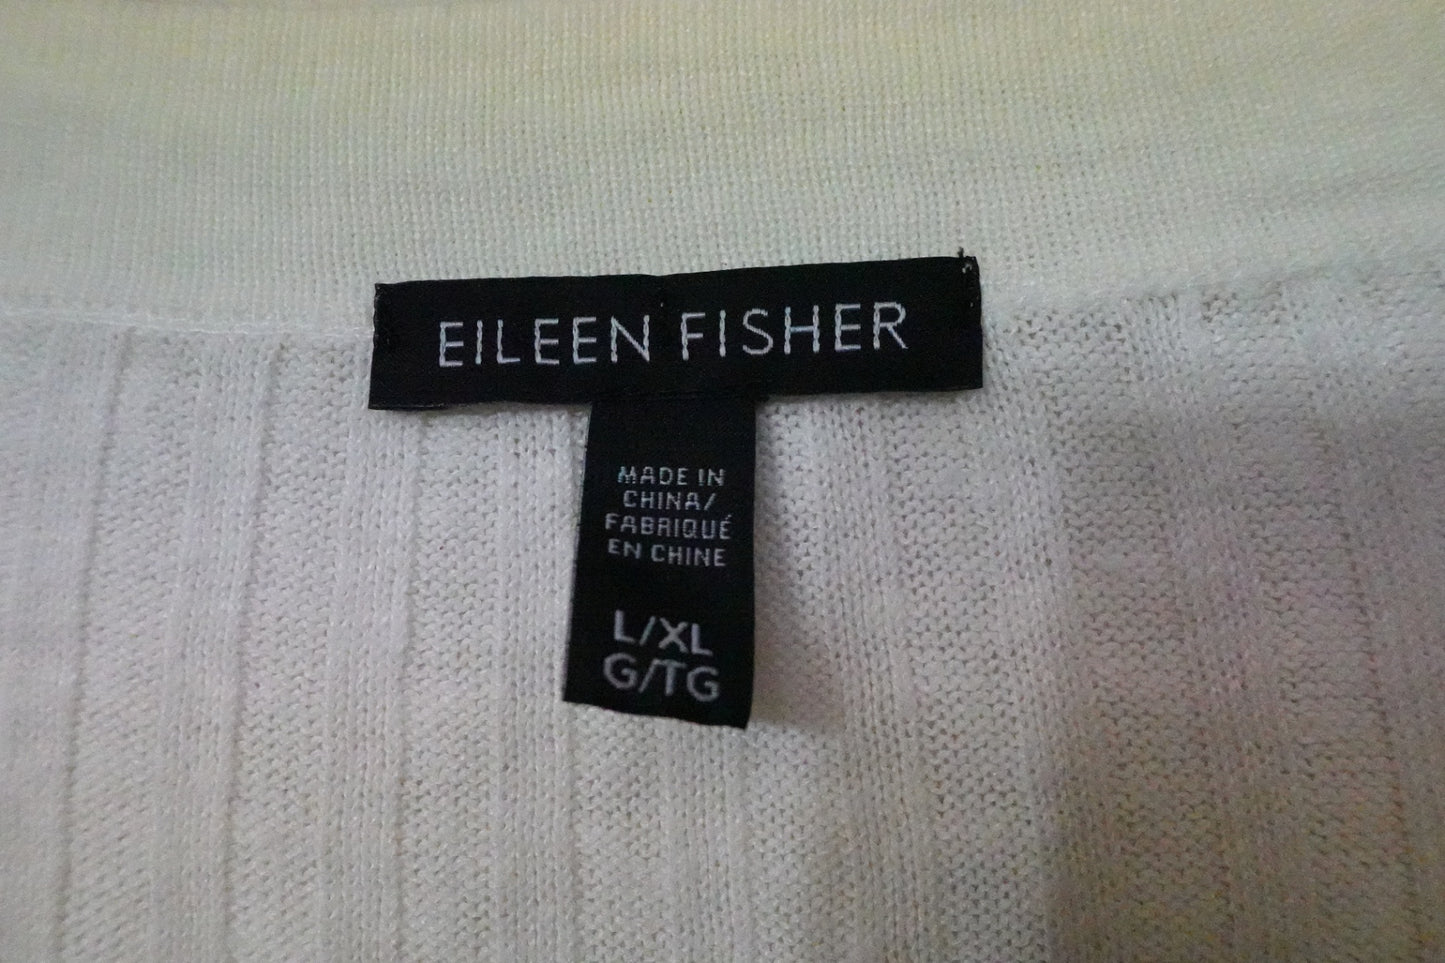 EILEEN FISHER
MADE IN
CHINA/
FABRIQUÉ
EN CHINE
L/XL
G/TG